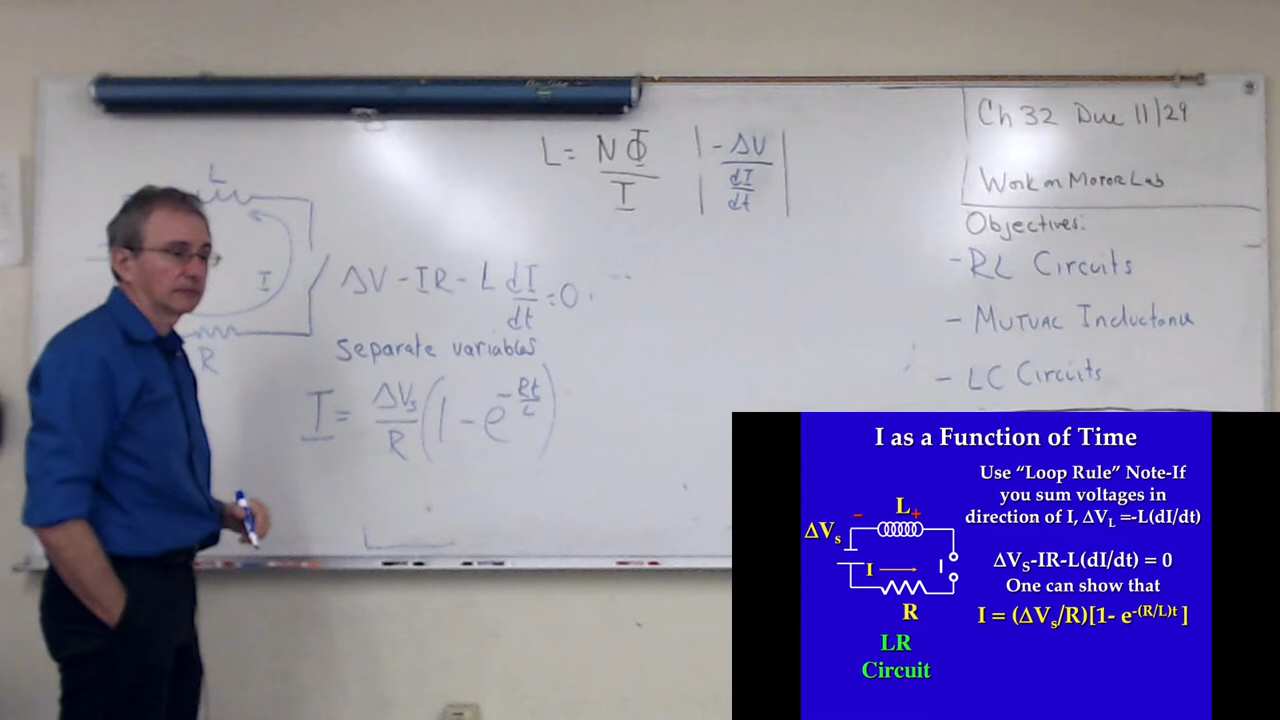 L = NΦ/I |-ΔV/(dI/dt)|
Ch 32 Due 11/29
Work on Motor Lab
Objectives:
- RL Circuits
- Mutual Inductance
- LC Circuits
L
I
R
ΔV - IR - L dI/dt = 0
Separate variables
I = ΔVs/R (1 - e^(-Rt/L))
I as a Function of Time
Use “Loop Rule” Note-If
you sum voltages in
direction of I, ΔVL =-L(dI/dt)
- L +
ΔVs
I
R
LR
Circuit
ΔVS-IR-L(dI/dt) = 0
One can show that
I = (ΔVs/R)[1- e-(R/L)t ]